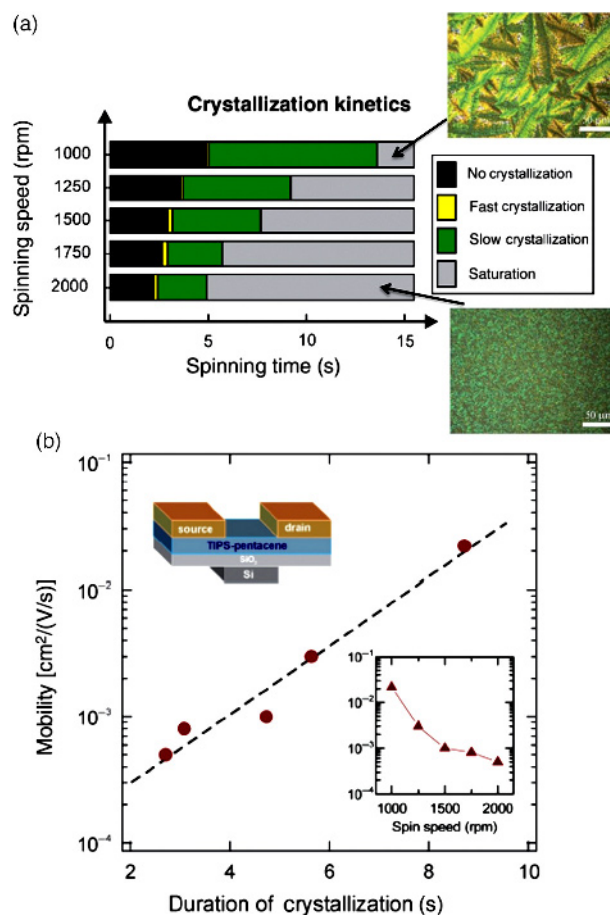 (a)
50 μm
Crystallization kinetics
Spinning speed (rpm)
1000
1250
1500
1750
2000
No crystallization
Fast crystallization
Slow crystallization
Saturation
0
5
10
15
Spinning time (s)
50 μm
(b)
Mobility [cm²/(V/s)]
10⁻¹
10⁻²
10⁻³
10⁻⁴
source
drain
TIPS-pentacene
SiO₂
Si
10⁻¹
10⁻²
10⁻³
10⁻⁴
1000 1500 2000
Spin speed (rpm)
2 4 6 8 10
Duration of crystallization (s)